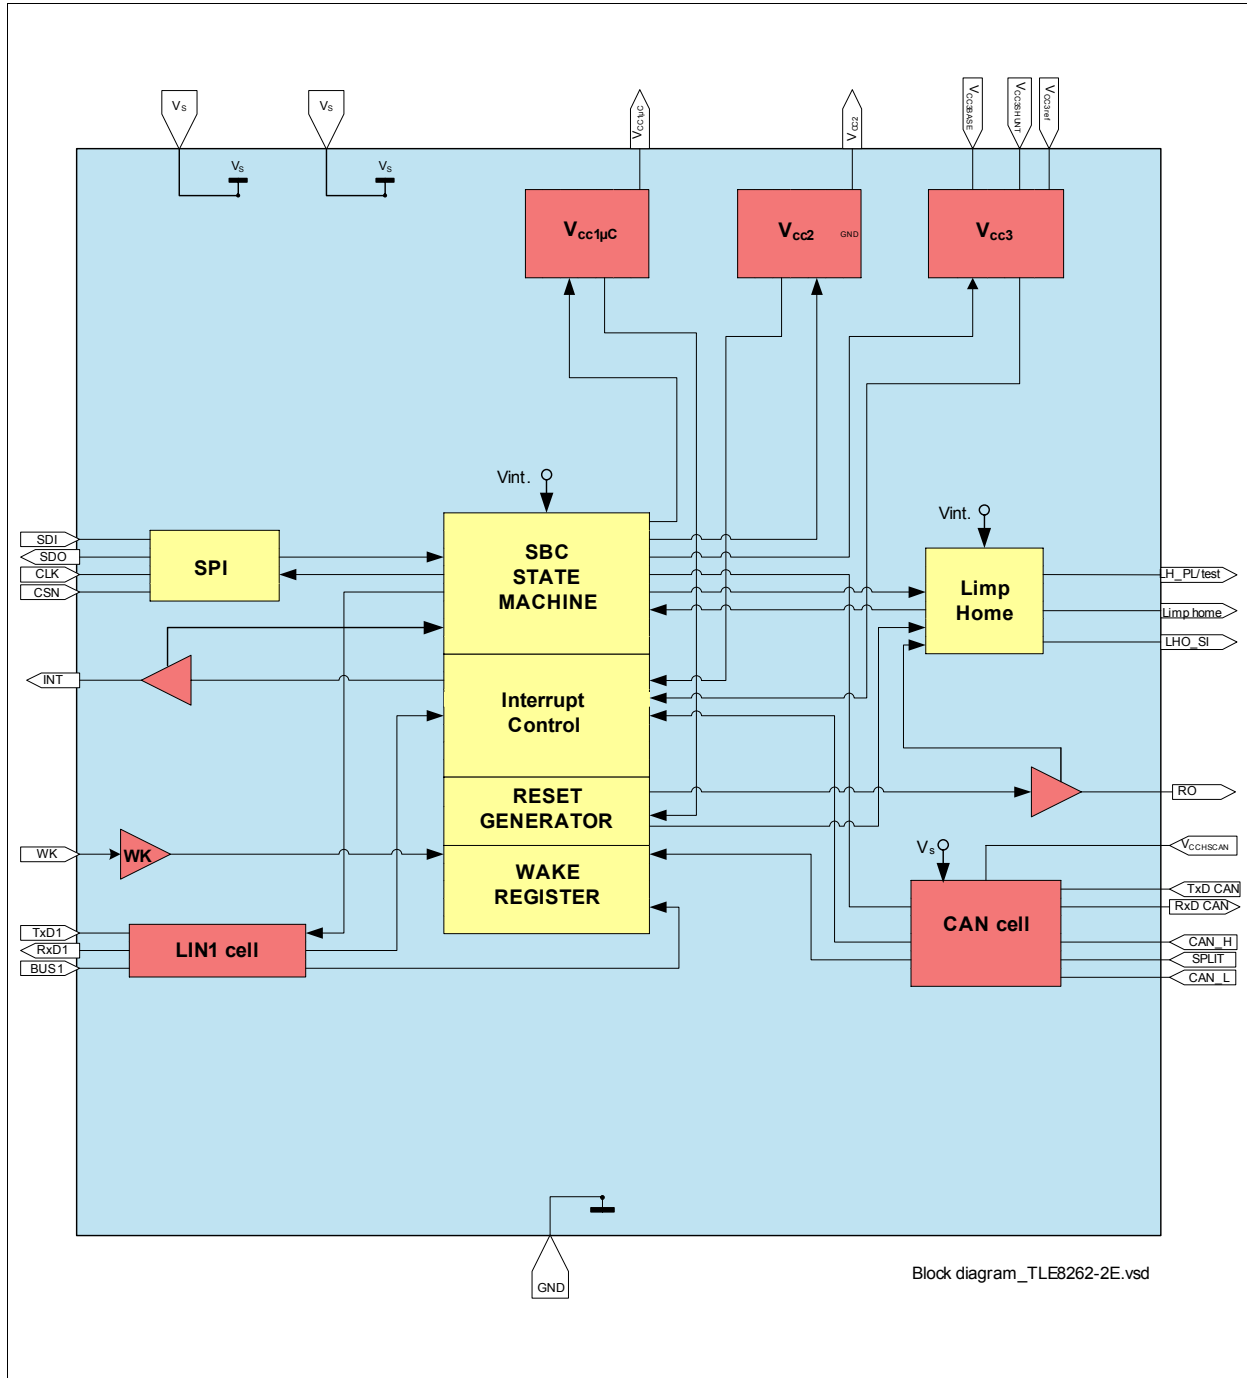 Vs
Vs
VCC1µC
VCC2
VCC3BASE
VCC3SHUNT
VCC3ref
Vs
Vs
Vcc1µC
Vcc2
GND
Vcc3
Vint.
Vint.
SDI
SDO
CLK
CSN
SPI
SBC
STATE
MACHINE
Limp
Home
LH_PL/test
Limp home
LHO_SI
INT
Interrupt
Control
RESET
GENERATOR
RO
WK
WK
WAKE
REGISTER
Vs
VCCHSCAN
TxD CAN
RxD CAN
CAN cell
CAN_H
SPLIT
CAN_L
TxD1
RxD1
BUS1
LIN1 cell
GND
Block diagram_TLE8262-2E.vsd